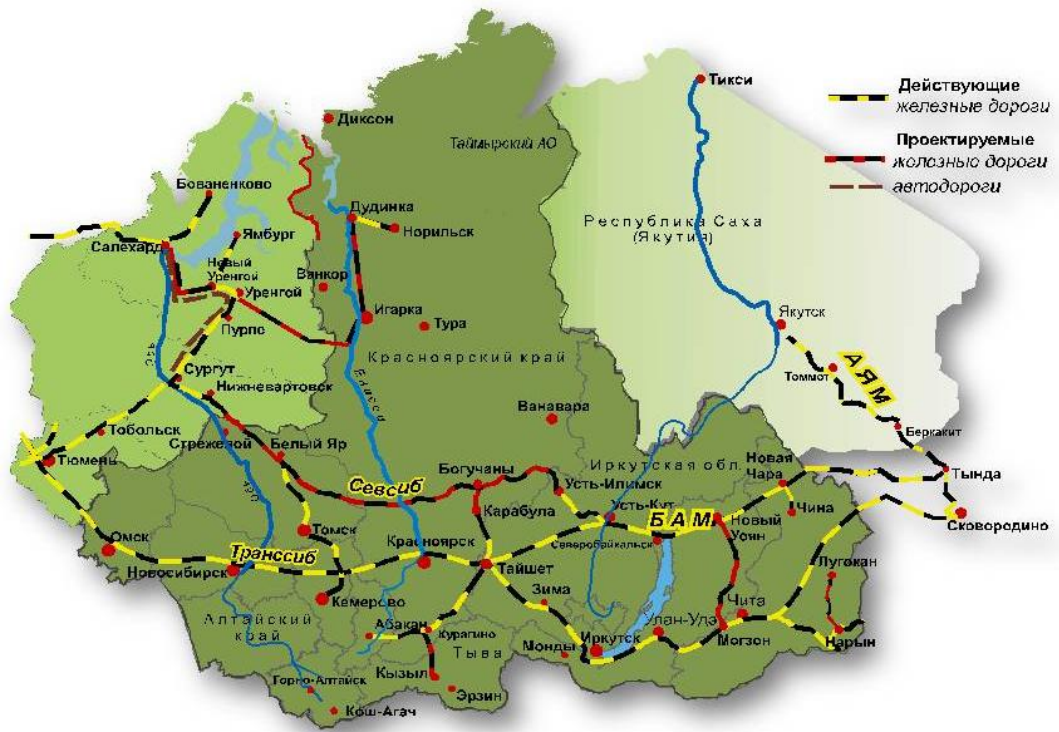 Тикси
Действующие
железные дороги
Проектируемые
жолозные дороги
автодороги
Диксон
Таймырский АО
Бованенково
Дудинка
Норильск
Салехард
Ямбург
Республика Саха
(Якутия)
Новый
Уренгой
Уренгой
Ванкор
Игарка
Тура
Якутск
Пурпе
Обь
Енисей
Красноярский край
Томмот
АЯМ
Сургут
Нижневартовск
Ванавара
Беркакит
Тобольск
Стрежевой
Белый Яр
Тюмень
Богучаны
Иркутская обл.
Новая
Чара
Тында
Севсиб
Усть-Илимск
Карабула
Усть-Кут
БАМ
Чина
Сковородино
Томск
Новый
Уоян
Омск
Транссиб
Красноярск
Северобайкальск
Новосибирск
Тайшет
Лугокан
Кемерово
Зима
Чита
Алтайский
край
Абакан
Курагино
Улан-Удэ
Тыва
Монды
Иркутск
Могзон
Нарын
Кызыл
Горно-Алтайск
Эрзин
Кош-Агач